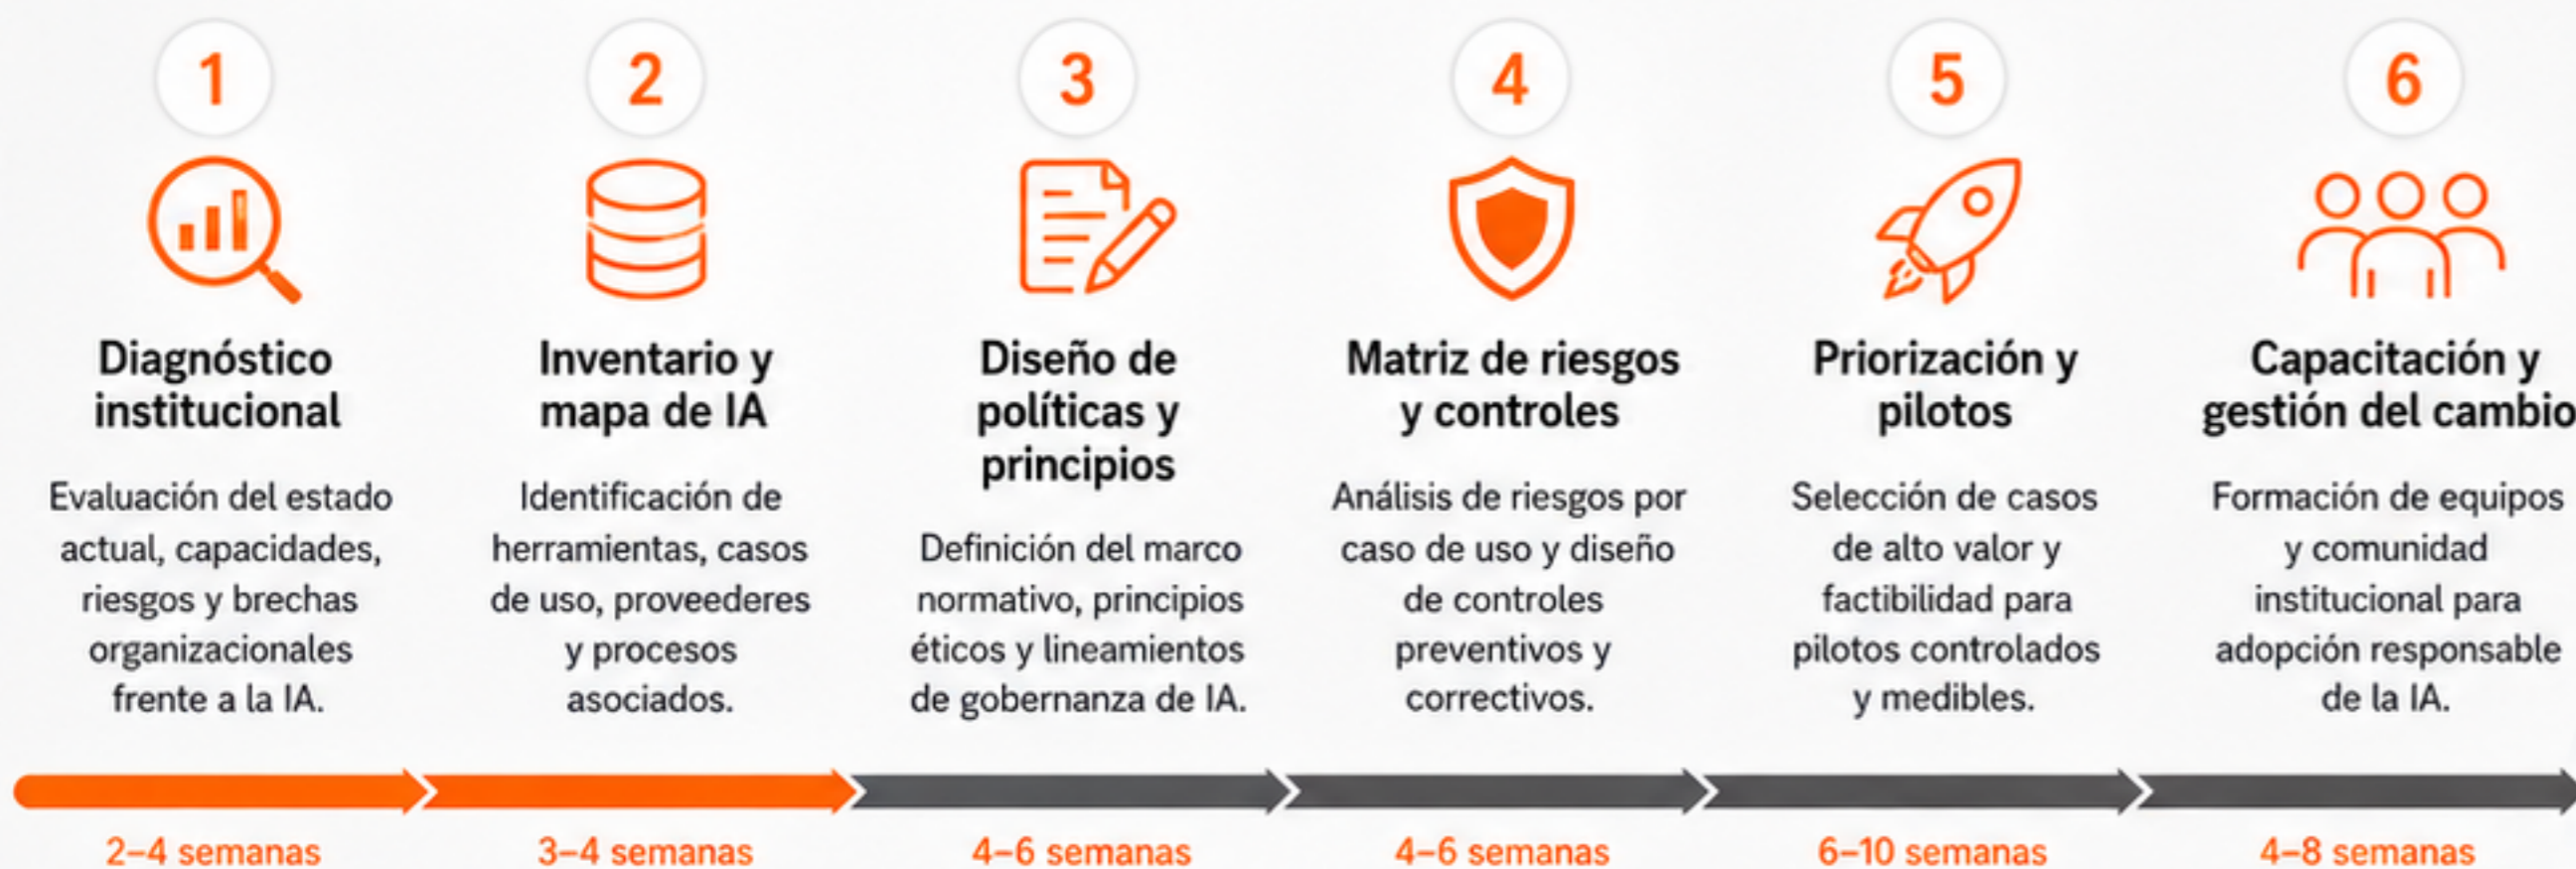 1
Diagnóstico
institucional
Evaluación del estado
actual, capacidades,
riesgos y brechas
organizacionales
frente a la IA.
2–4 semanas
2
Inventario y
mapa de IA
Identificación de
herramientas, casos
de uso, proveederes
y procesos
asociados.
3–4 semanas
3
Diseño de
políticas y
principios
Definición del marco
normativo, principios
éticos y lineamientos
de gobernanza de IA.
4–6 semanas
4
Matriz de riesgos
y controles
Análisis de riesgos por
caso de uso y diseño
de controles
preventivos y
correctivos.
4–6 semanas
5
Priorización y
pilotos
Selección de casos
de alto valor y
factibilidad para
pilotos controlados
y medibles.
6–10 semanas
6
Capacitación y
gestión del cambio
Formación de equipos
y comunidad
institucional para
adopción responsable
de la IA.
4–8 semanas